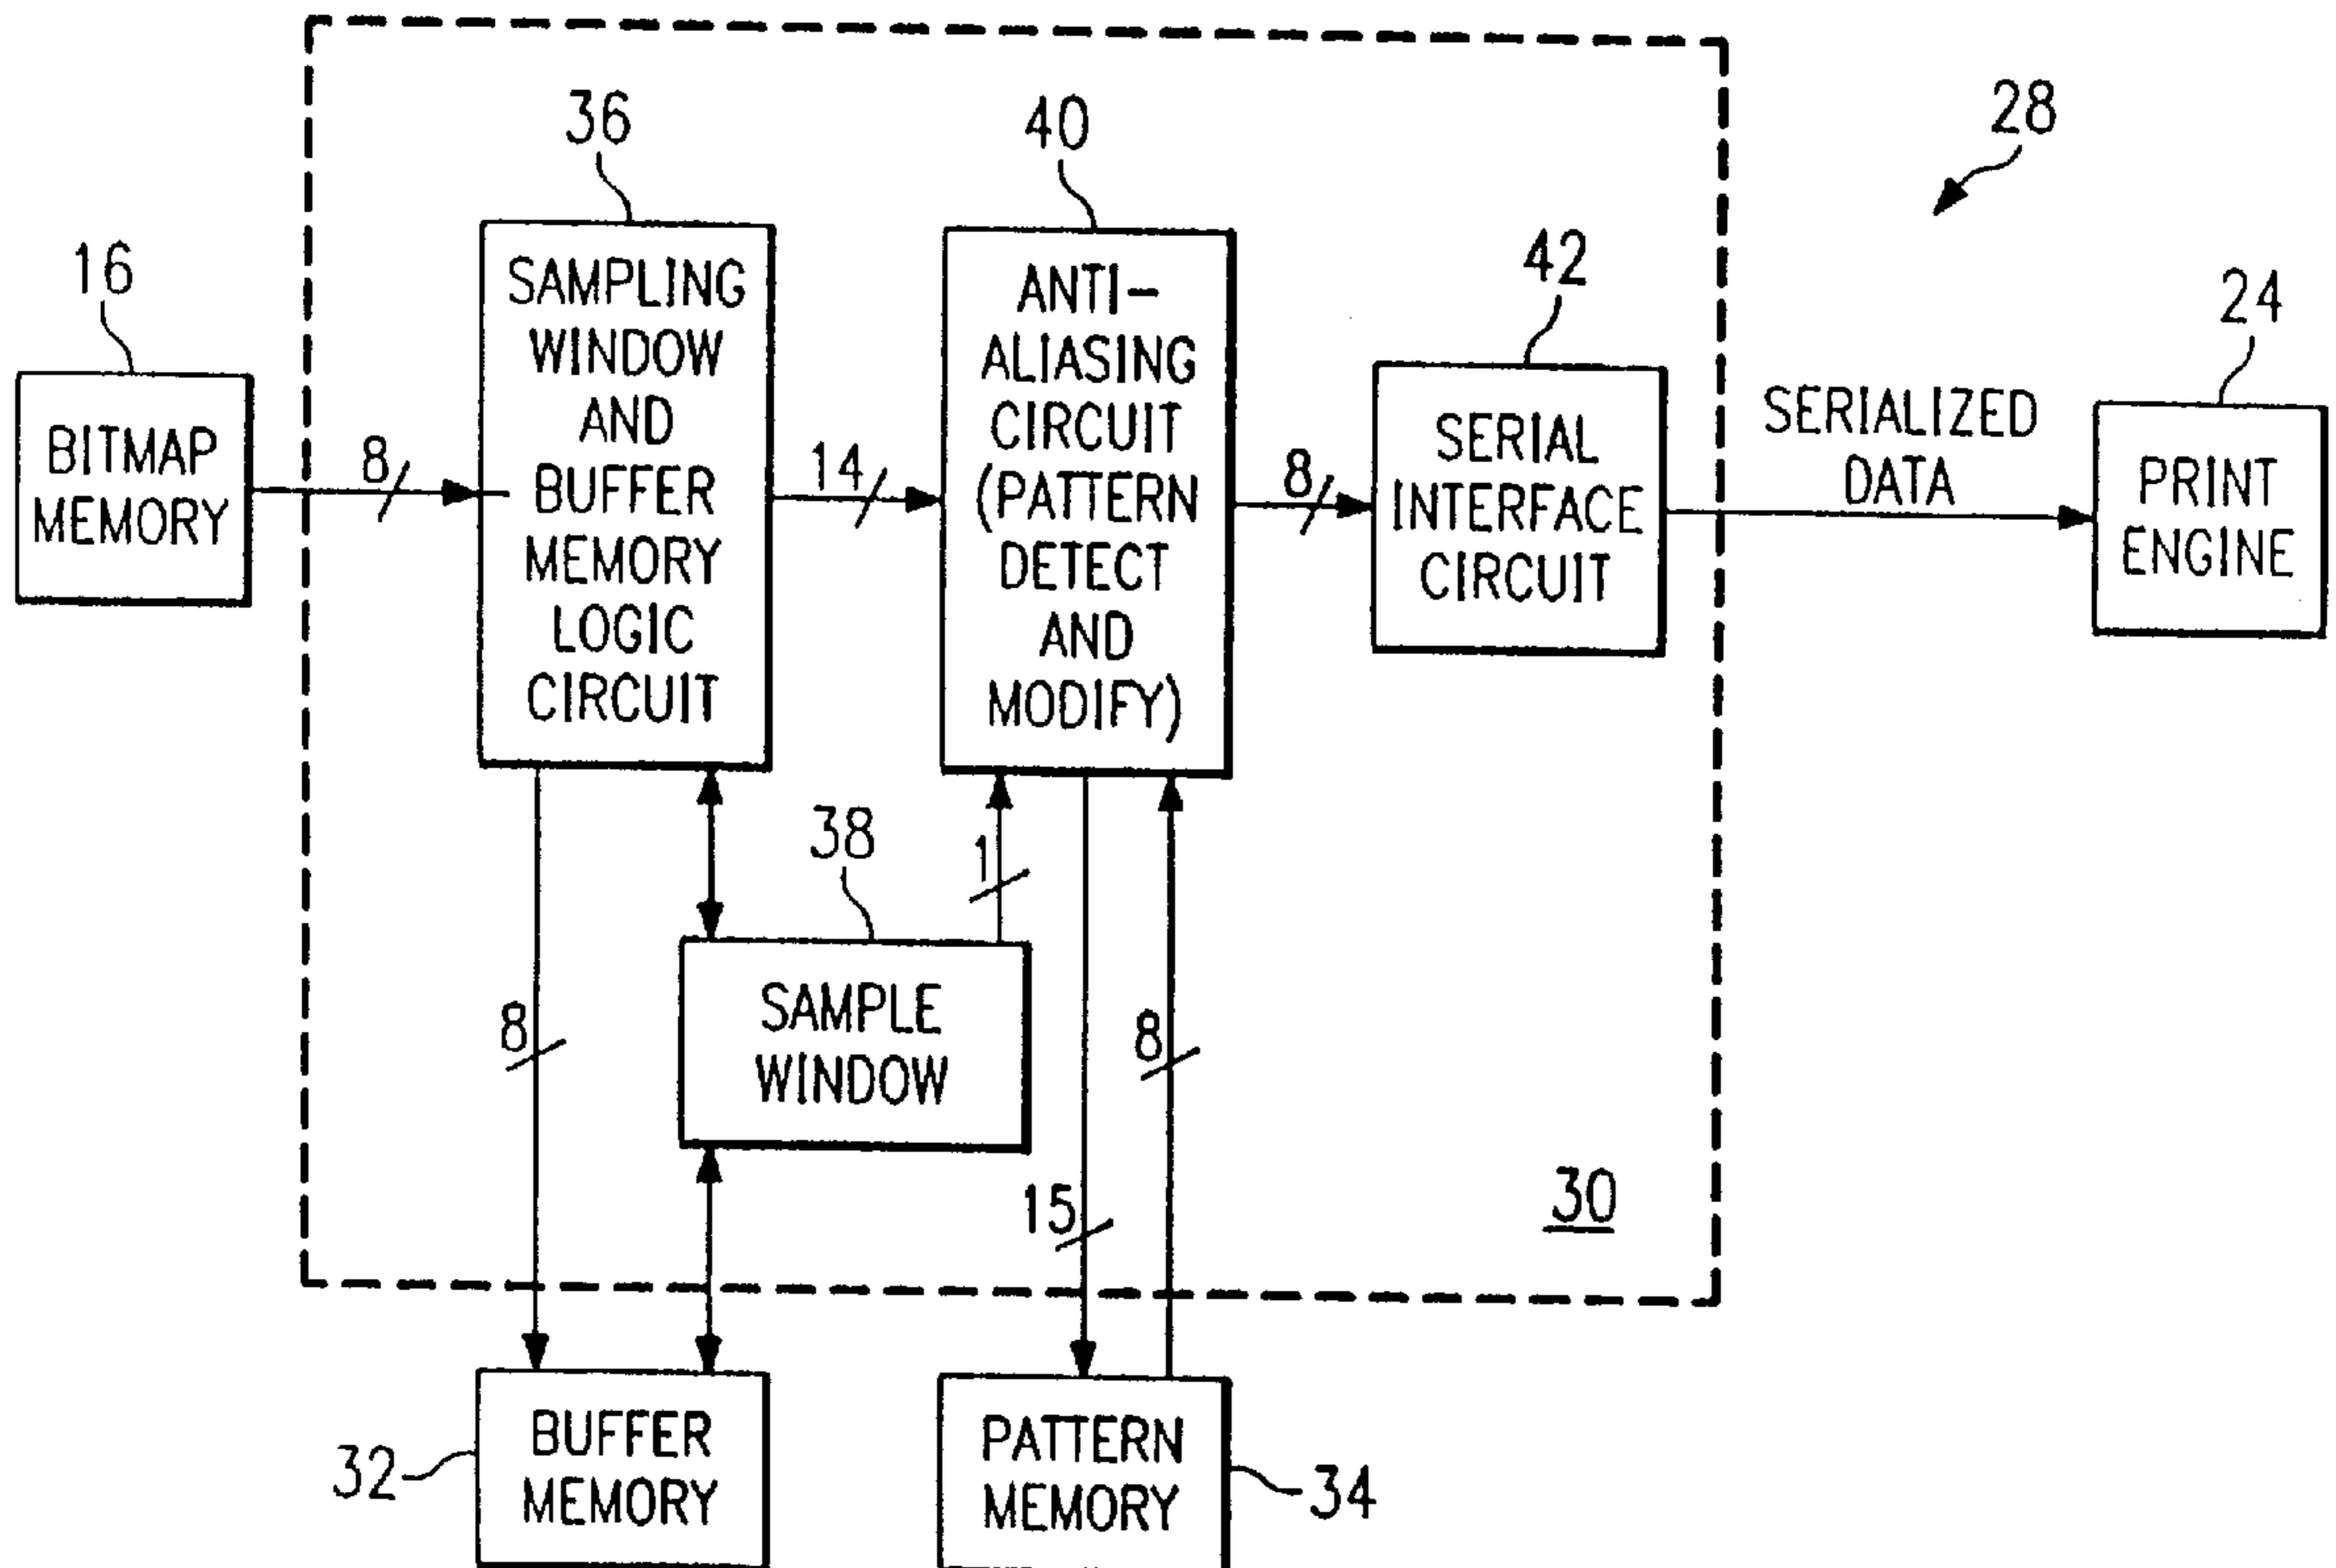 28
36
40
16
42
24
SAMPLING
WINDOW
AND
BUFFER
MEMORY
LOGIC
CIRCUIT
ANTI-
ALIASING
CIRCUIT
(PATTERN
DETECT
AND
MODIFY)
BITMAP
MEMORY
8
14
8
SERIAL
INTERFACE
CIRCUIT
SERIALIZED
DATA
PRINT
ENGINE
38
1
8
SAMPLE
WINDOW
8
15
30
32
BUFFER
MEMORY
PATTERN
MEMORY
34